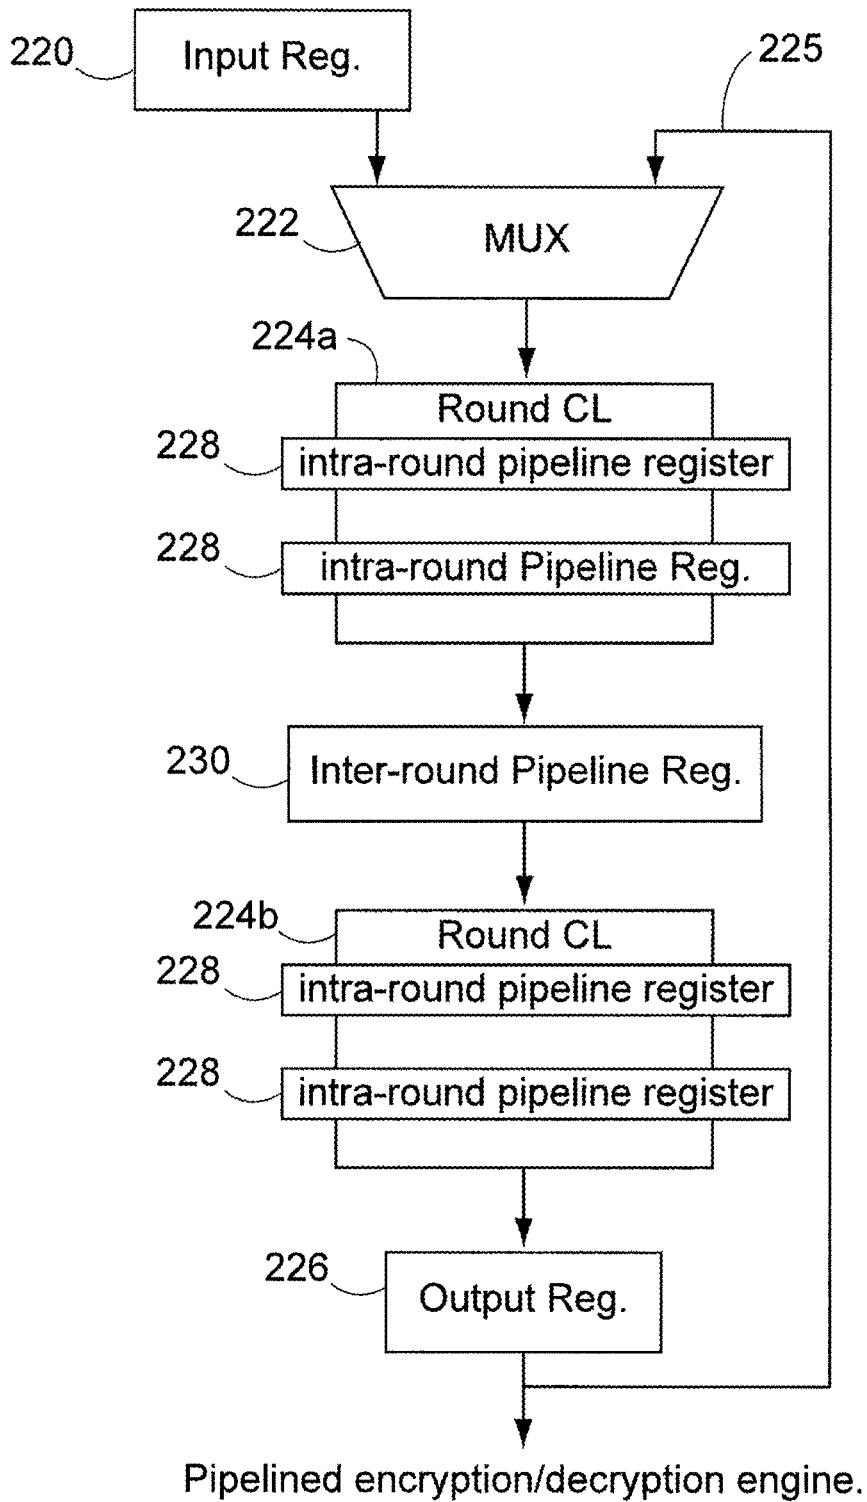 220
Input Reg.
225
222
MUX
224a
Round CL
228
intra-round pipeline register
228
intra-round Pipeline Reg.
230
Inter-round Pipeline Reg.
224b
Round CL
228
intra-round pipeline register
228
intra-round pipeline register
226
Output Reg.
Pipelined encryption/decryption engine.